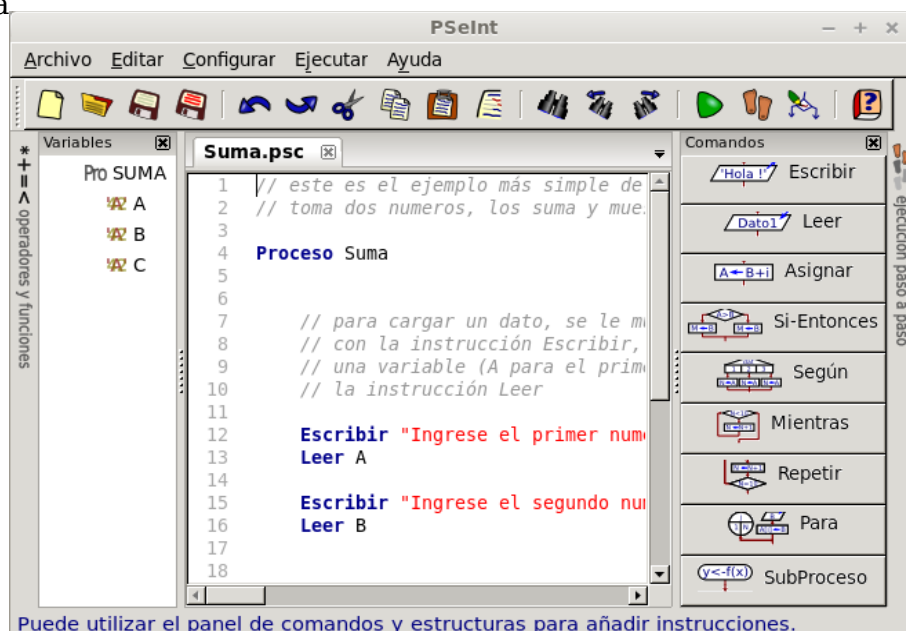 a
PSeInt
Archivo Editar Configurar Ejecutar Ayuda
* + = < operadores y funciones
Variables
Pro SUMA
A
B
C
Suma.psc
1 // este es el ejemplo más simple de
2 // toma dos numeros, los suma y mue
3
4 Proceso Suma
5
6
7 // para cargar un dato, se le m
8 // con la instrucción Escribir,
9 // una variable (A para el prim
10 // la instrucción Leer
11
12 Escribir "Ingrese el primer num
13 Leer A
14
15 Escribir "Ingrese el segundo nu
16 Leer B
17
18
Comandos
'Hola !' Escribir
Dato1 Leer
A←B+i Asignar
Si-Entonces
Según
Mientras
Repetir
Para
y<-f(x) SubProceso
ejecución paso a paso
Puede utilizar el panel de comandos y estructuras para añadir instrucciones.